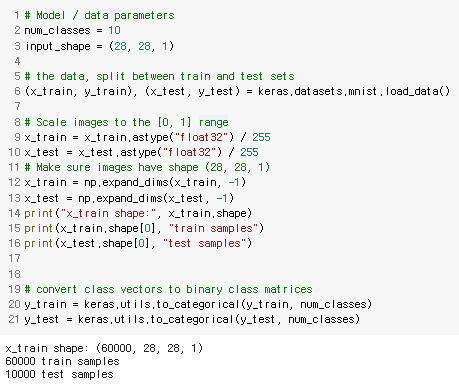 1 # Model / data parameters
2 num_classes = 10
3 input_shape = (28, 28, 1)
4
5 # the data, split between train and test sets
6 (x_train, y_train), (x_test, y_test) = keras.datasets.mnist.load_data()
7
8 # Scale images to the [0, 1] range
9 x_train = x_train.astype("float32") / 255
10 x_test = x_test.astype("float32") / 255
11 # Make sure images have shape (28, 28, 1)
12 x_train = np.expand_dims(x_train, -1)
13 x_test = np.expand_dims(x_test, -1)
14 print("x_train shape:", x_train.shape)
15 print(x_train.shape[0], "train samples")
16 print(x_test.shape[0], "test samples")
17
18
19 # convert class vectors to binary class matrices
20 y_train = keras.utils.to_categorical(y_train, num_classes)
21 y_test = keras.utils.to_categorical(y_test, num_classes)
x_train shape: (60000, 28, 28, 1)
60000 train samples
10000 test samples